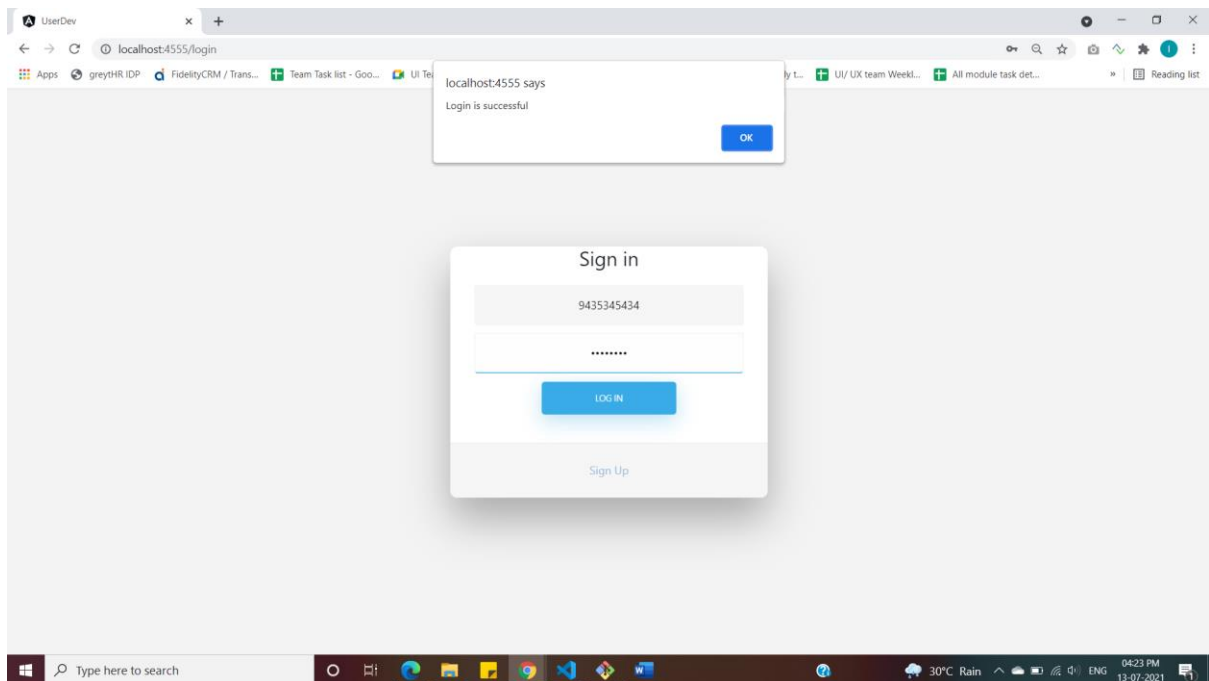 UserDev
localhost:4555/login
Apps greytHR IDP FidelityCRM / Trans... Team Task list - Goo... UI Te ly t... UI/ UX team Weekl... All module task det... » Reading list
localhost:4555 says
Login is successful
OK
Sign in
9435345434
••••••••
LOG IN
Sign Up
Type here to search
30°C Rain ENG 04:23 PM
13-07-2021